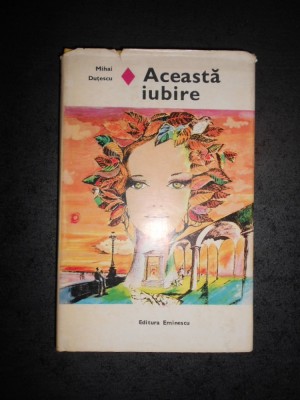 Mihai
Duțescu
Această
iubire
Editura Eminescu